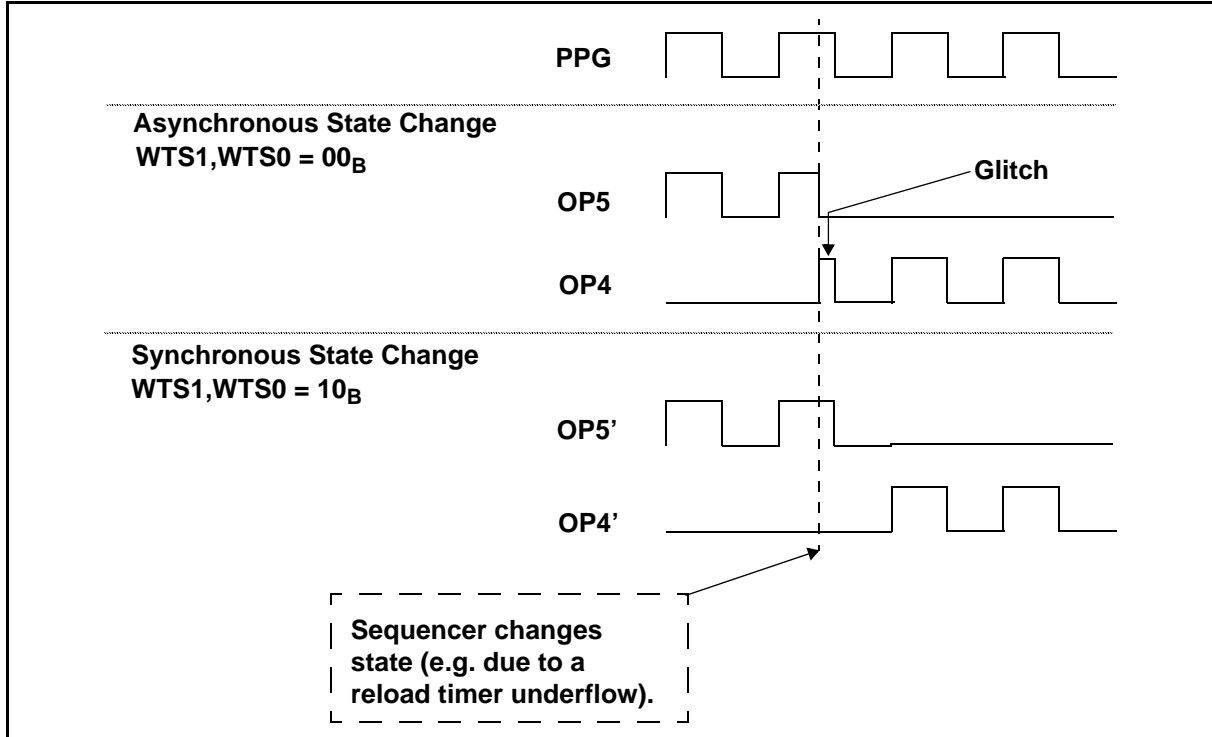 PPG
Asynchronous State Change
WTS1,WTS0 = 00B
OP5
Glitch
OP4
Synchronous State Change
WTS1,WTS0 = 10B
OP5’
OP4’
Sequencer changes
state (e.g. due to a
reload timer underflow).